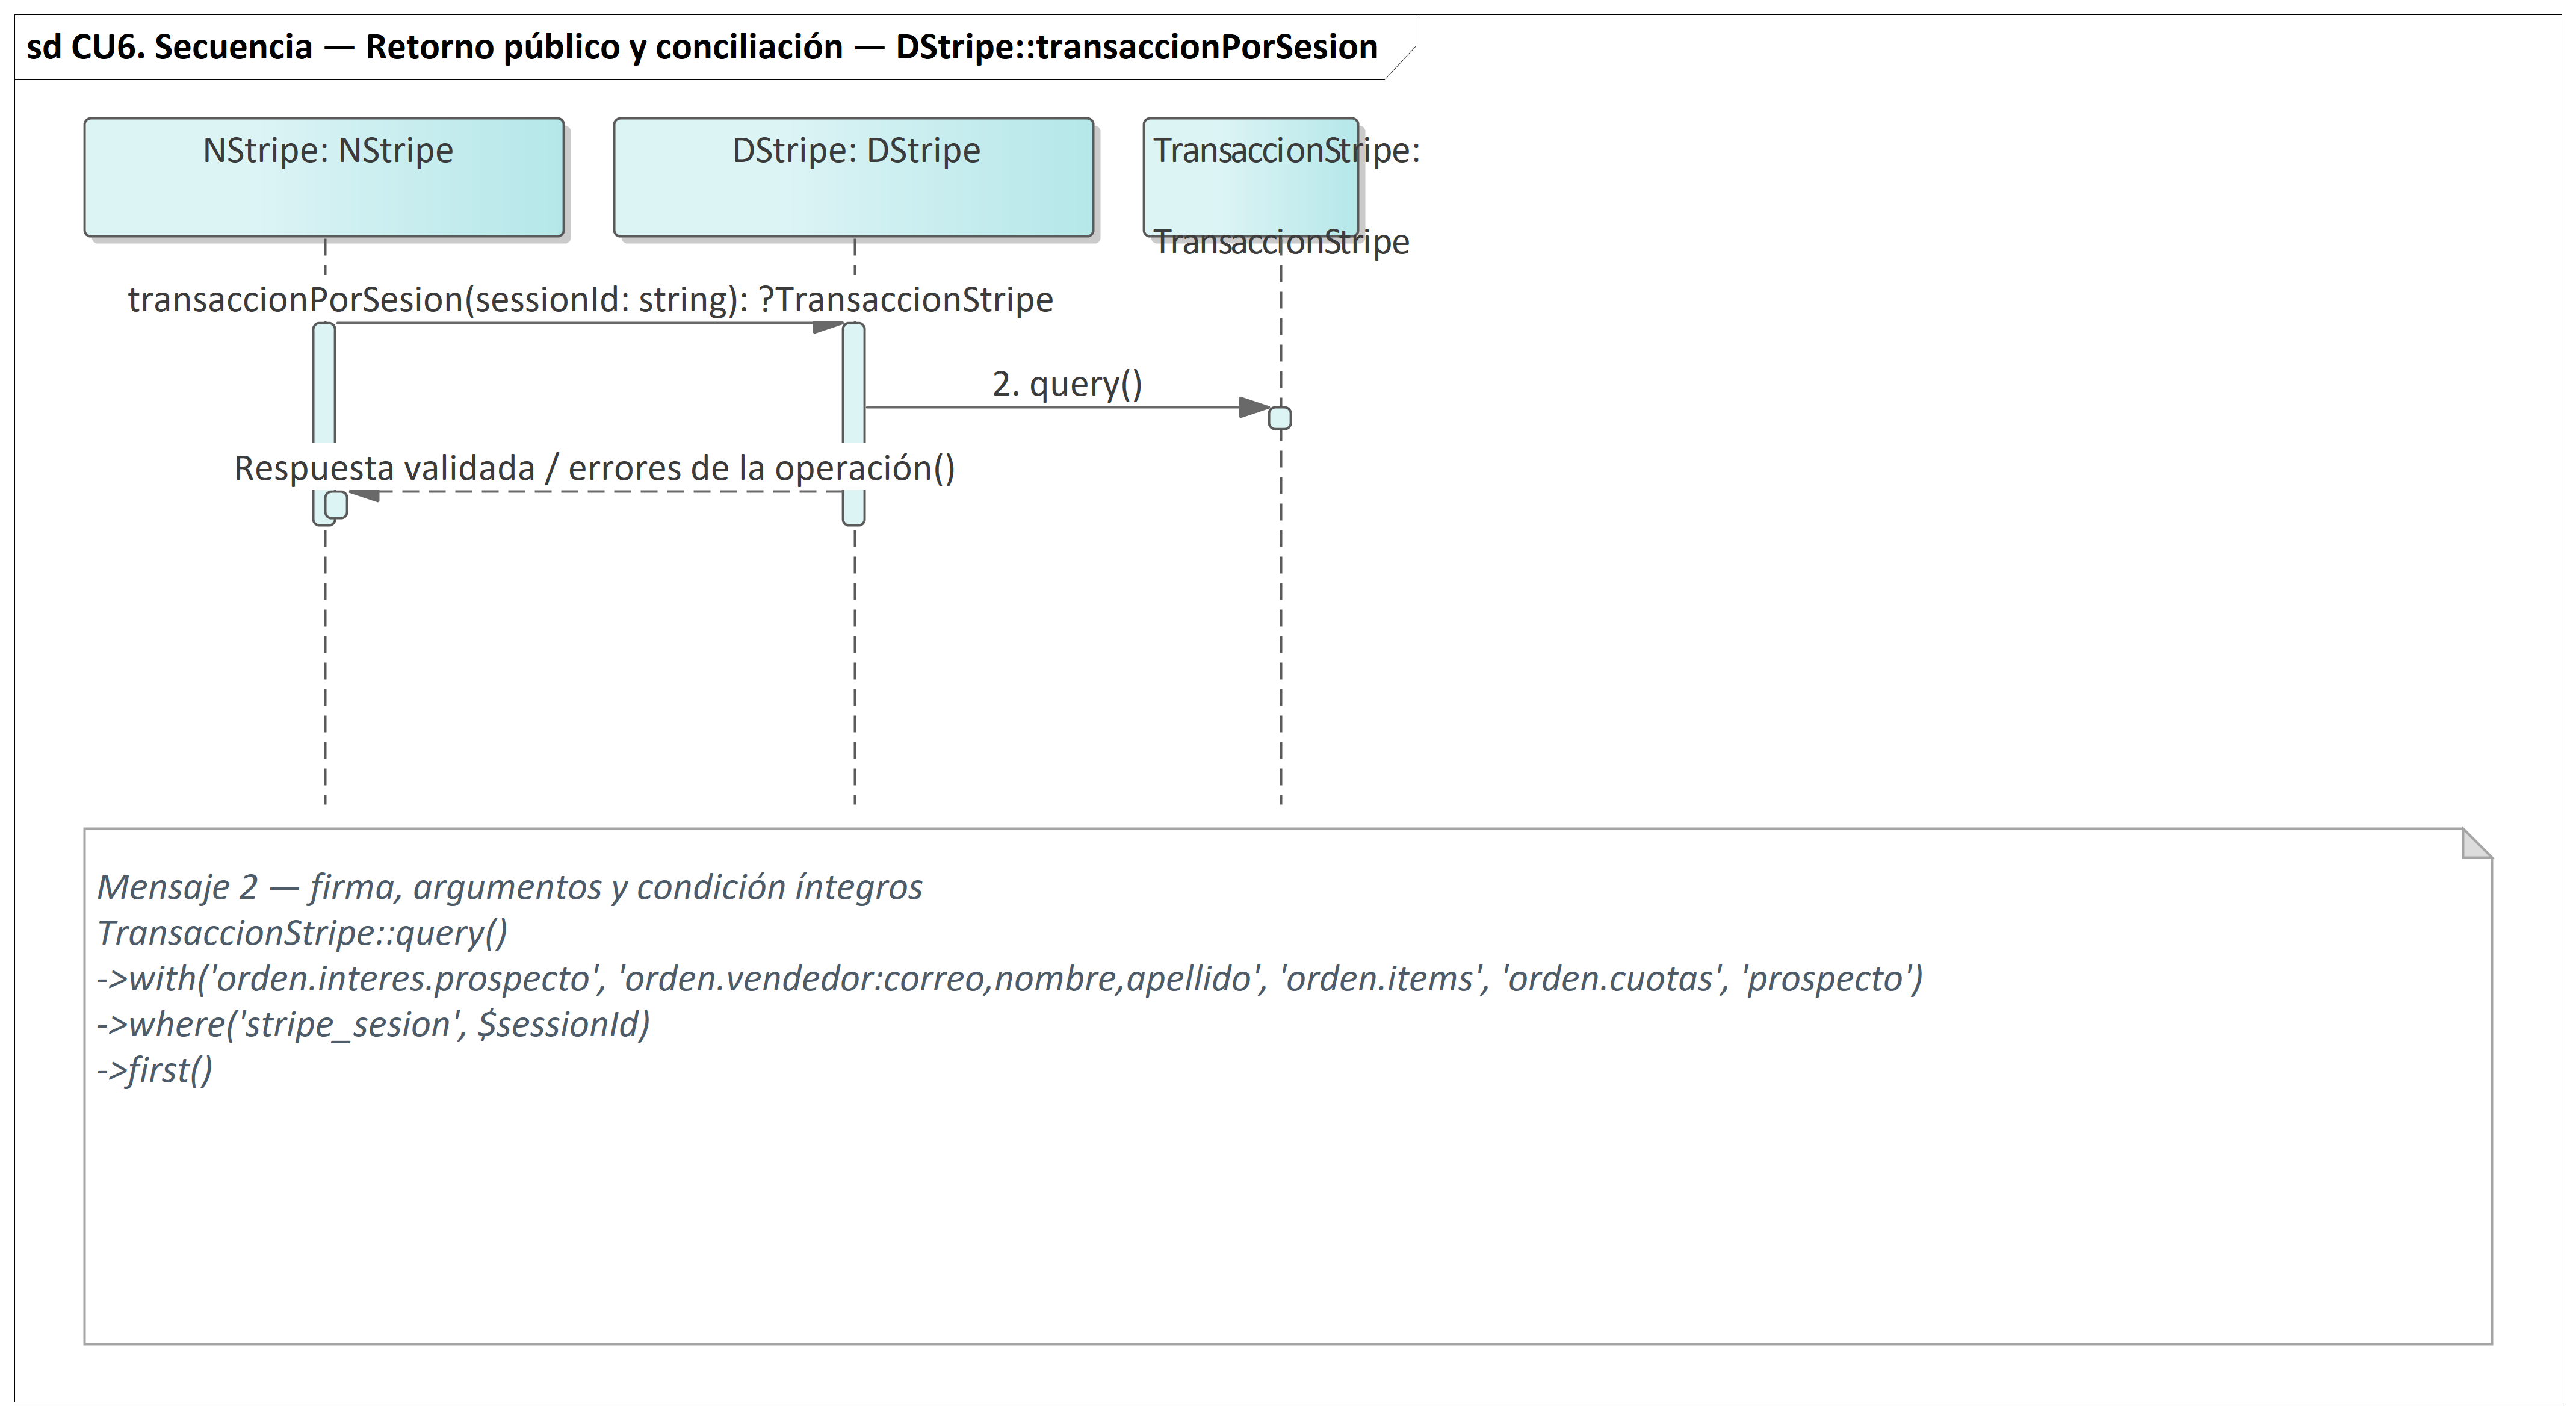 sd CU6. Secuencia — Retorno público y conciliación — DStripe::transaccionPorSesion
NStripe: NStripe
DStripe: DStripe
TransaccionStripe:
TransaccionStripe
transaccionPorSesion(sessionId: string): ?TransaccionStripe
2. query()
Respuesta validada / errores de la operación()
Mensaje 2 — firma, argumentos y condición íntegros
TransaccionStripe::query()
->with('orden.interes.prospecto', 'orden.vendedor:correo,nombre,apellido', 'orden.items', 'orden.cuotas', 'prospecto')
->where('stripe_sesion', $sessionId)
->first()